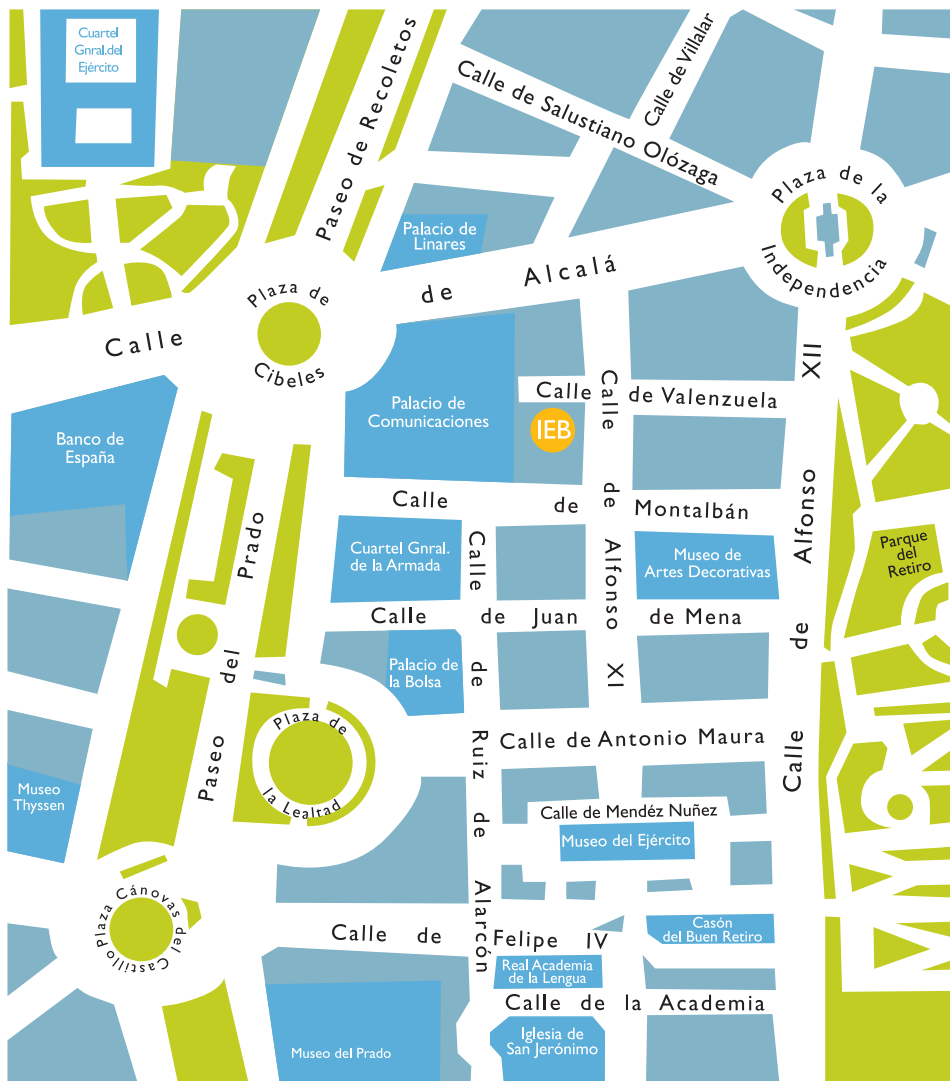 Cuartel
Gnral.del
Ejército
Paseo de Recoletos
Calle de Villalar
Calle de Salustiano Olózaga
Plaza de la
Independencia
Palacio de
Linares
Calle de Alcalá
Plaza de
Cibeles
Banco de
España
Palacio de
Comunicaciones
Calle de Valenzuela
IEB
Calle de Alfonso XI
Calle de Alfonso XII
Calle de Montalbán
Paseo del Prado
Cuartel Gnral.
de la Armada
Calle de Ruiz de Alarcón
Museo de
Artes Decorativas
Parque
del
Retiro
Calle de Juan de Mena
Palacio de
la Bolsa
Plaza de
la Lealtad
Calle de Antonio Maura
Museo
Thyssen
Calle de Mendéz Nuñez
Museo del Ejército
Plaza Cánovas del Castillo
Calle de Felipe IV
Casón
del Buen Retiro
Real Academia
de la Lengua
Calle de la Academia
Museo del Prado
Iglesia de
San Jerónimo